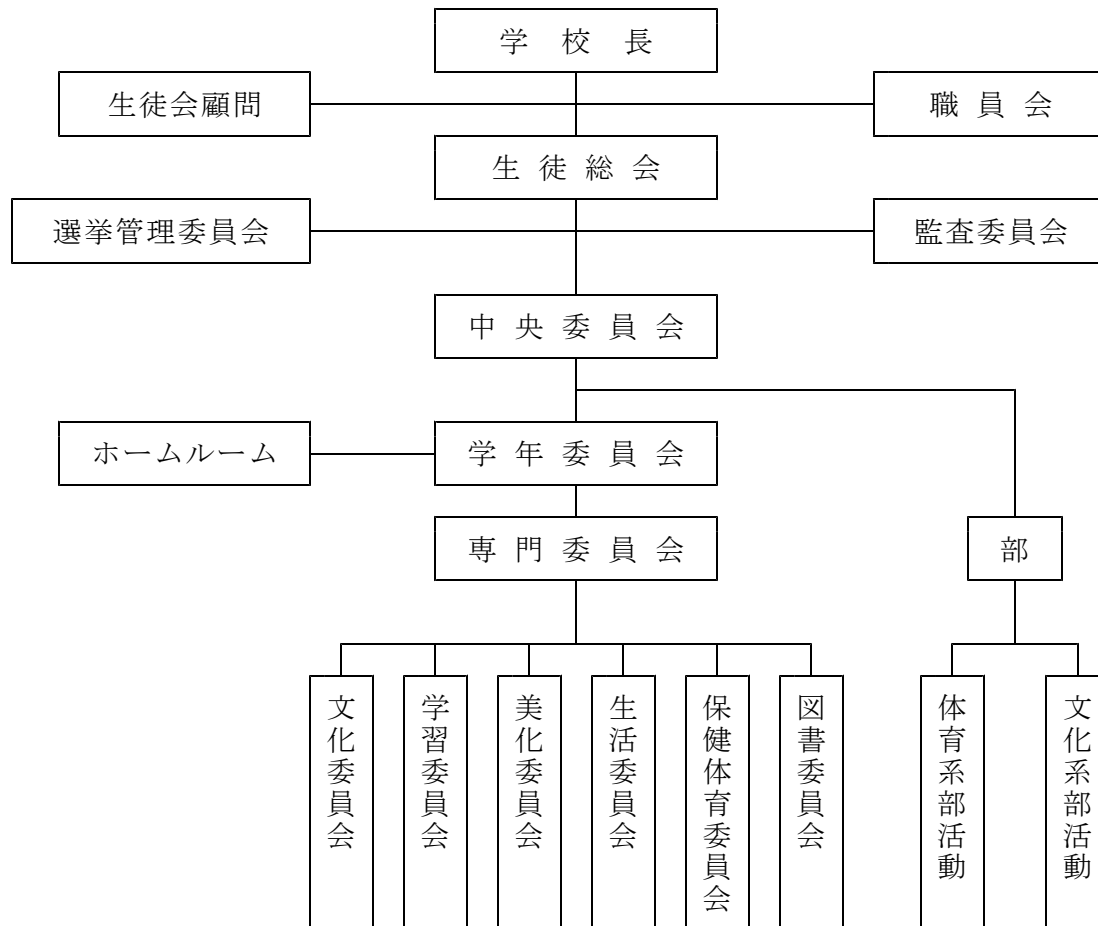 学校長
生徒会顧問
職員会
生徒総会
選挙管理委員会
監査委員会
中央委員会
ホームルーム
学年委員会
専門委員会
部
文化委員会
学習委員会
美化委員会
生活委員会
保健体育委員会
図書委員会
体育系部活動
文化系部活動